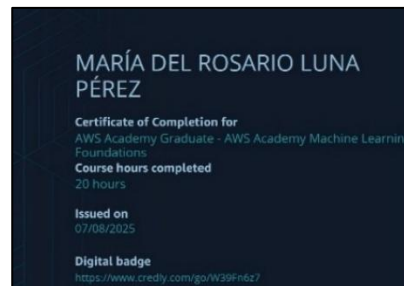 MARÍA DEL ROSARIO LUNA
PÉREZ
Certificate of Completion for
AWS Academy Graduate - AWS Academy Machine Learnin
Foundations
Course hours completed
20 hours
Issued on
07/08/2025
Digital badge
https://www.credly.com/go/W39Fn6z7